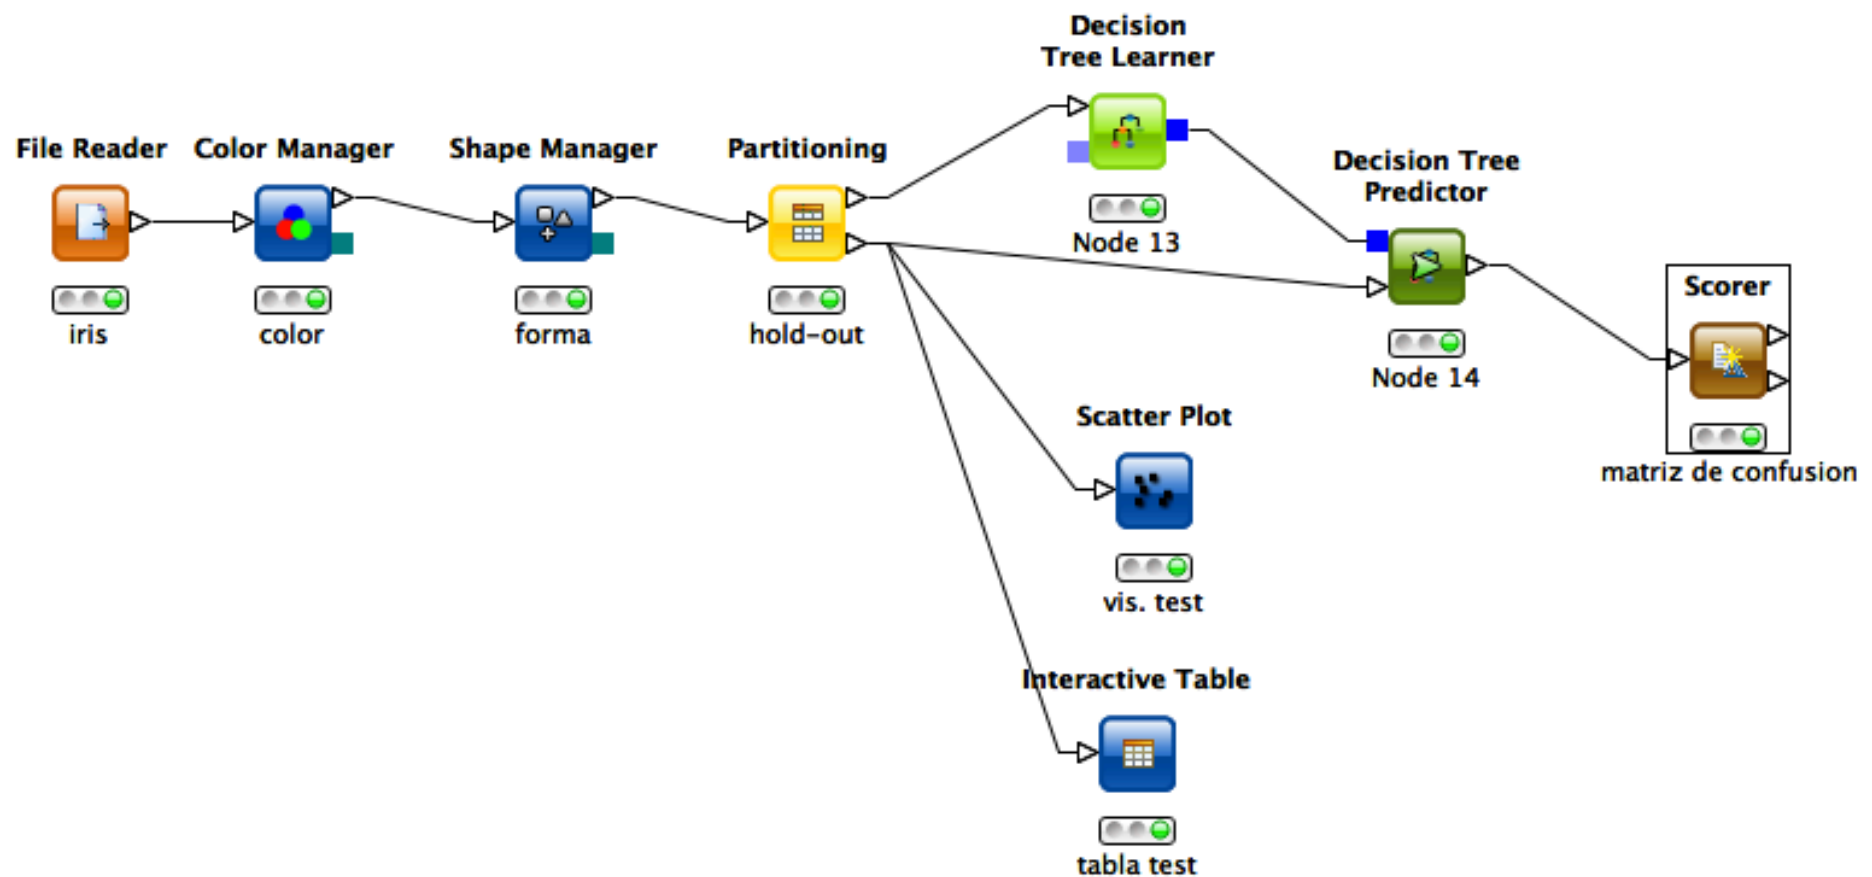 Decision
Tree Learner
File Reader
Color Manager
Shape Manager
Partitioning
Decision Tree
Predictor
Node 13
Scorer
iris
color
forma
hold-out
Node 14
Scatter Plot
matriz de confusion
vis. test
Interactive Table
tabla test